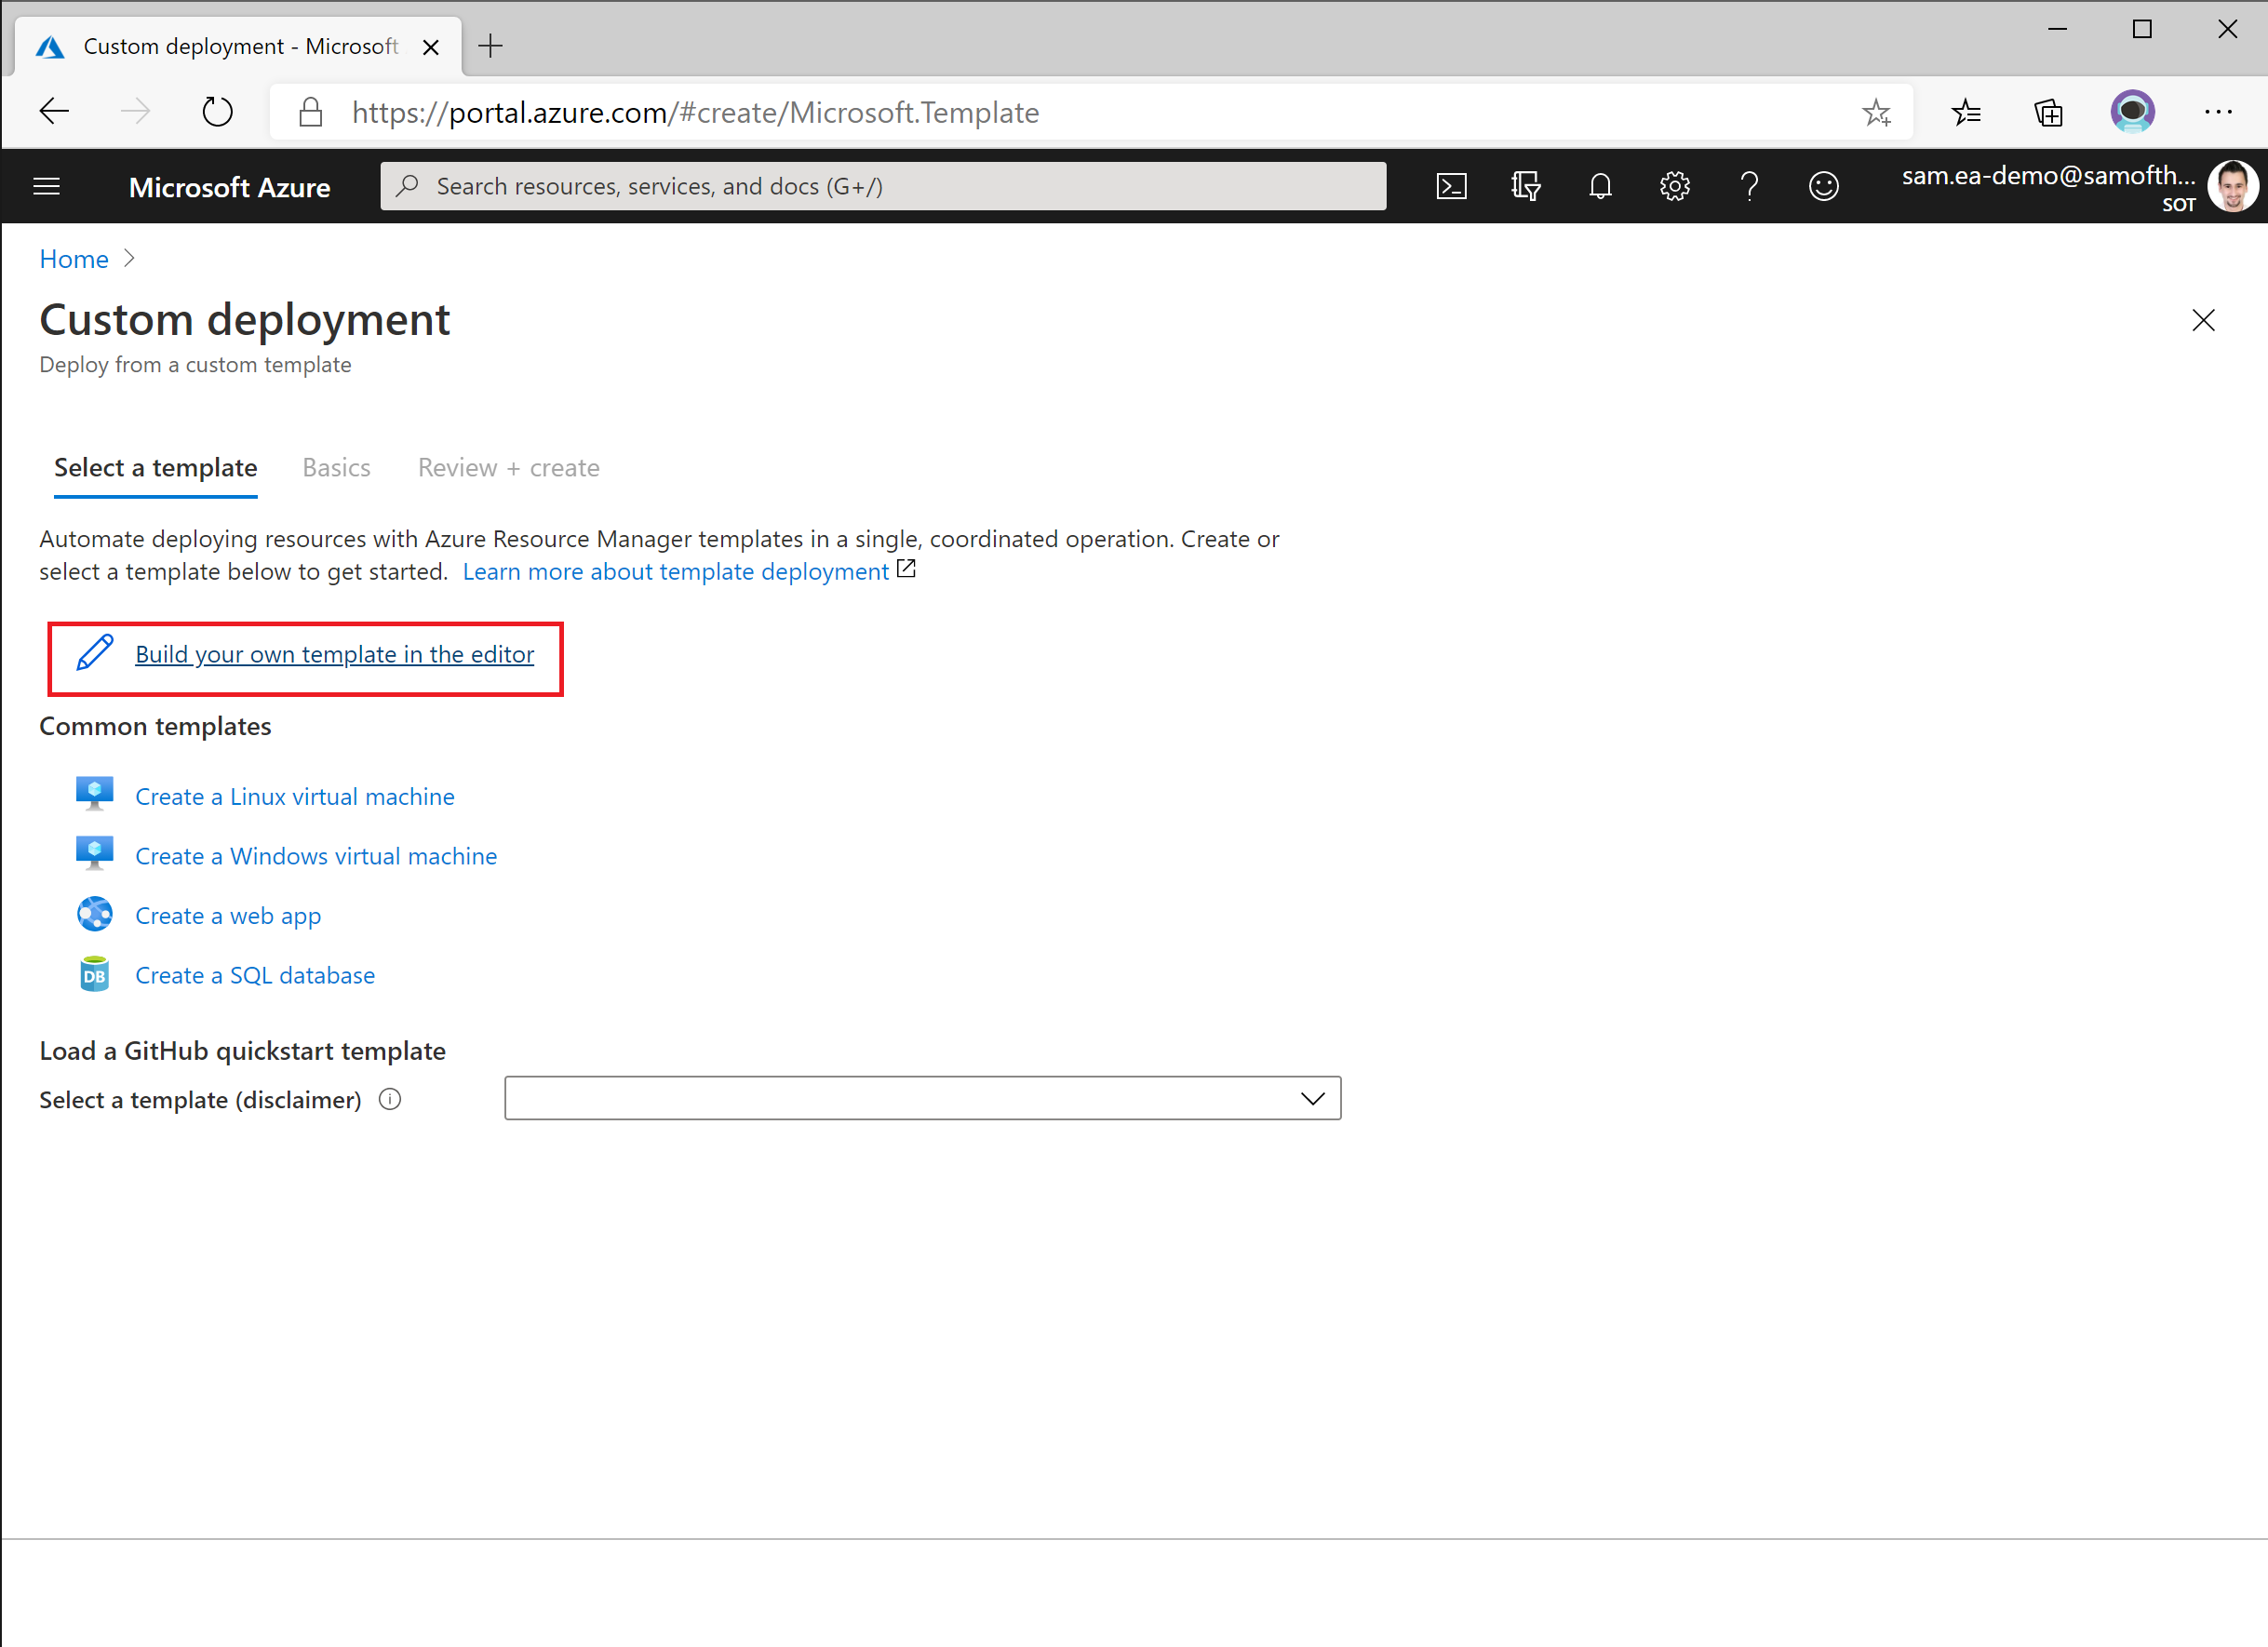 Custom deployment - Microsoft
https://portal.azure.com/#create/Microsoft.Template
Microsoft Azure
Search resources, services, and docs (G+/)
sam.ea-demo@samofth...
SOT
Home
Custom deployment
Deploy from a custom template
Select a template Basics Review + create
Automate deploying resources with Azure Resource Manager templates in a single, coordinated operation. Create or
select a template below to get started. Learn more about template deployment
Build your own template in the editor
Common templates
Create a Linux virtual machine
Create a Windows virtual machine
Create a web app
DB Create a SQL database
Load a GitHub quickstart template
Select a template (disclaimer)